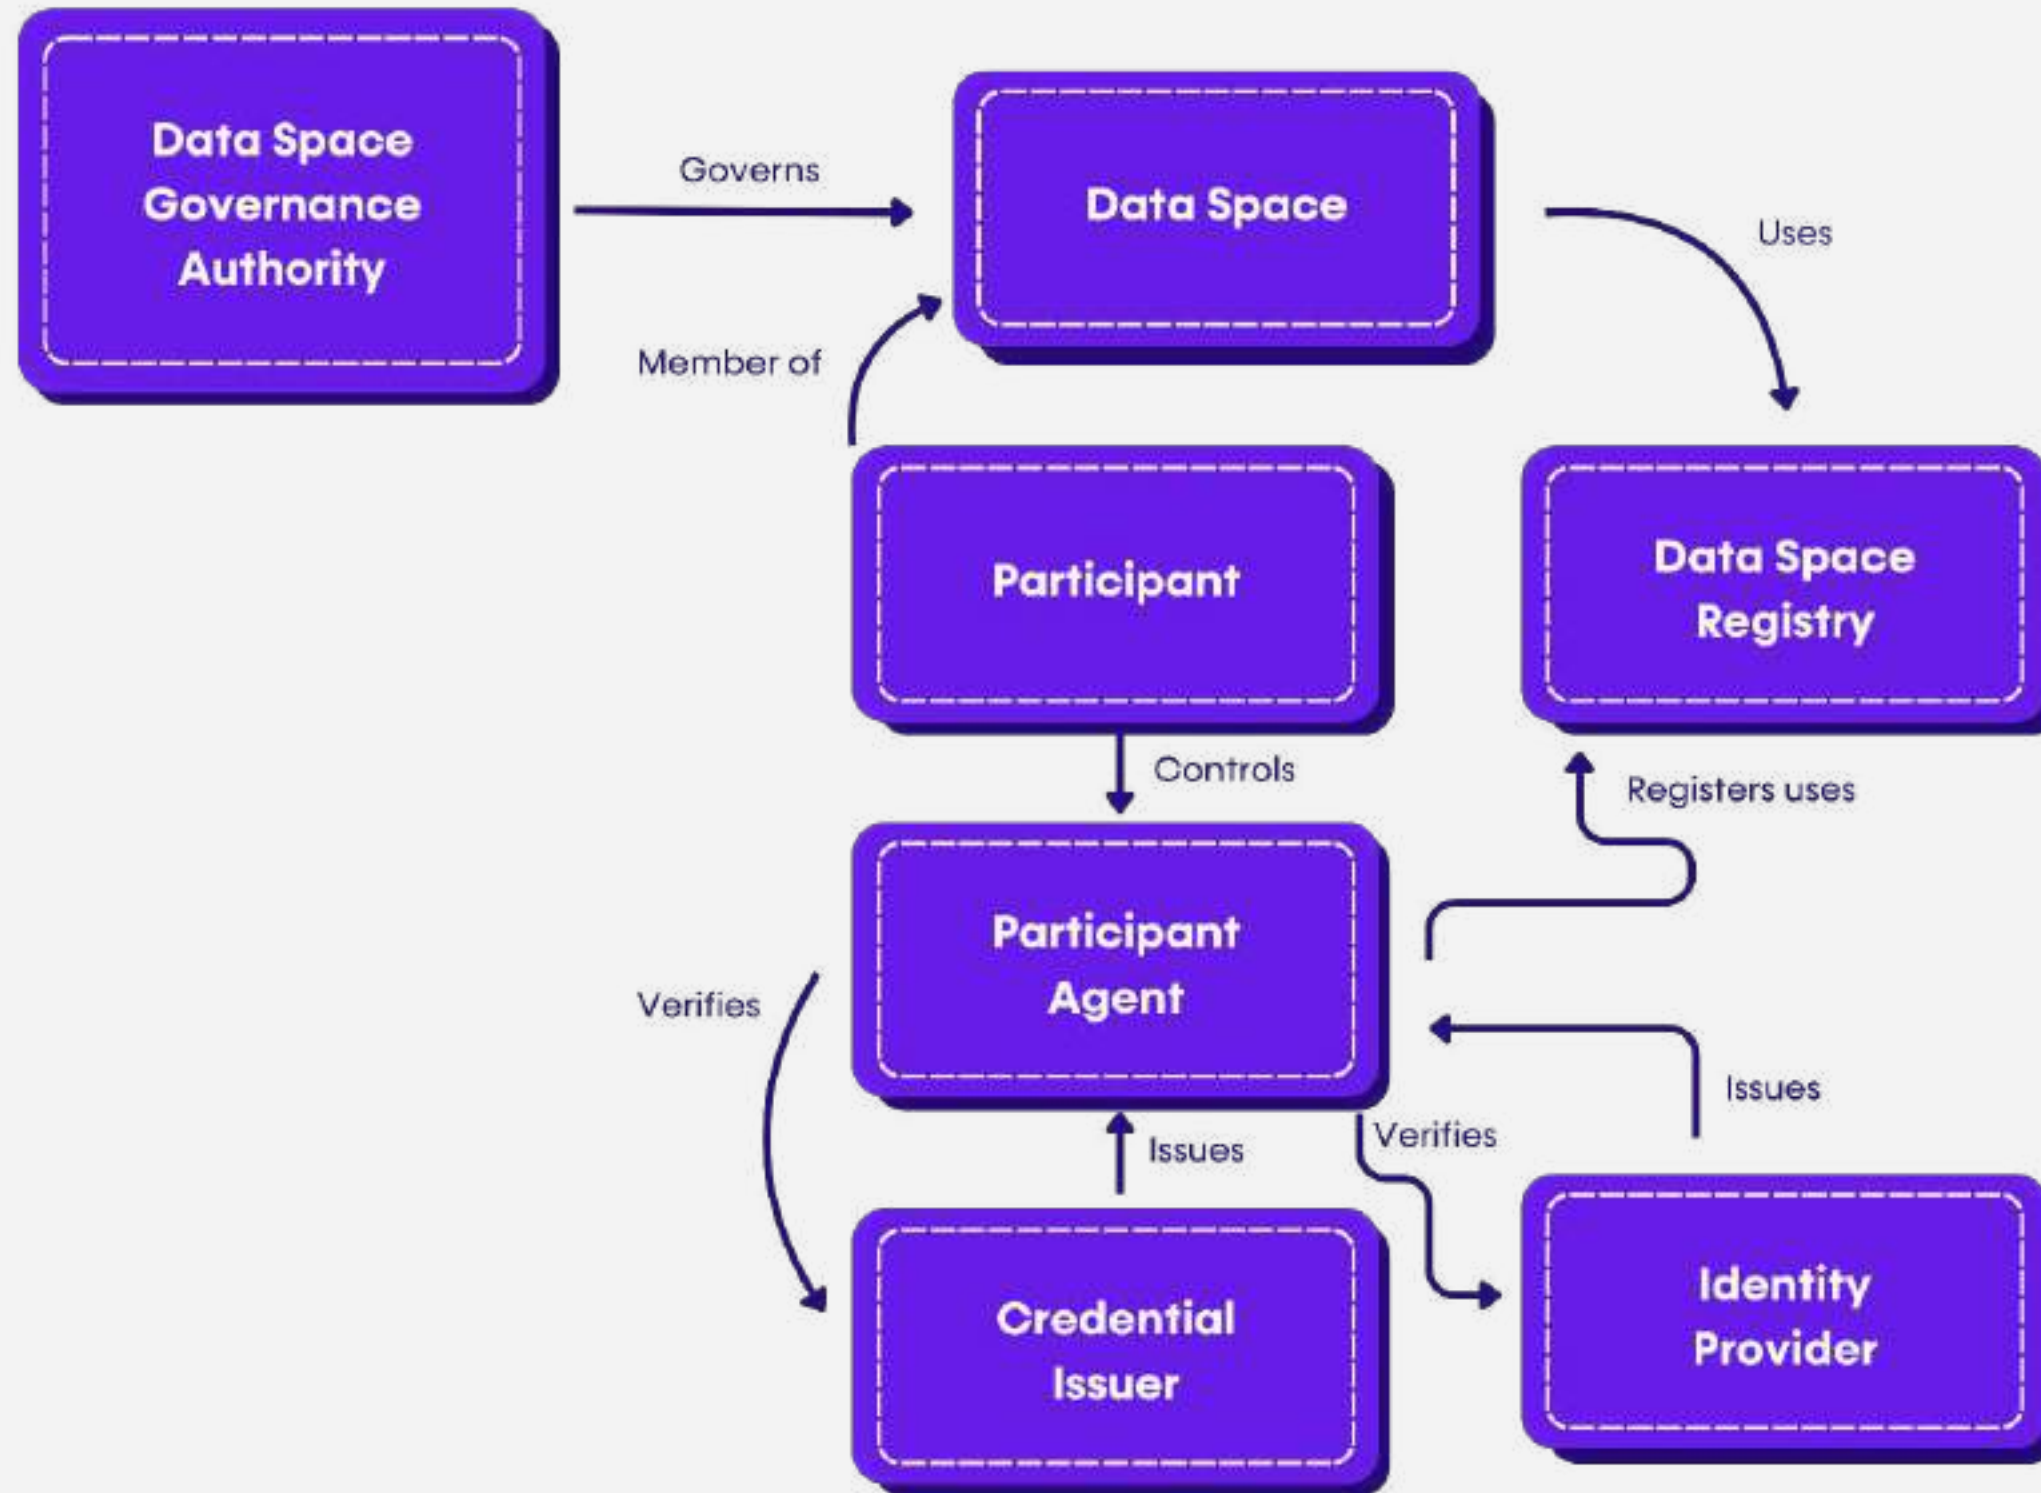 Data Space
Governance
Authority
Governs
Data Space
Uses
Member of
Participant
Data Space
Registry
Controls
Registers uses
Participant
Agent
Verifies
Issues
Issues
Verifies
Credential
Issuer
Identity
Provider